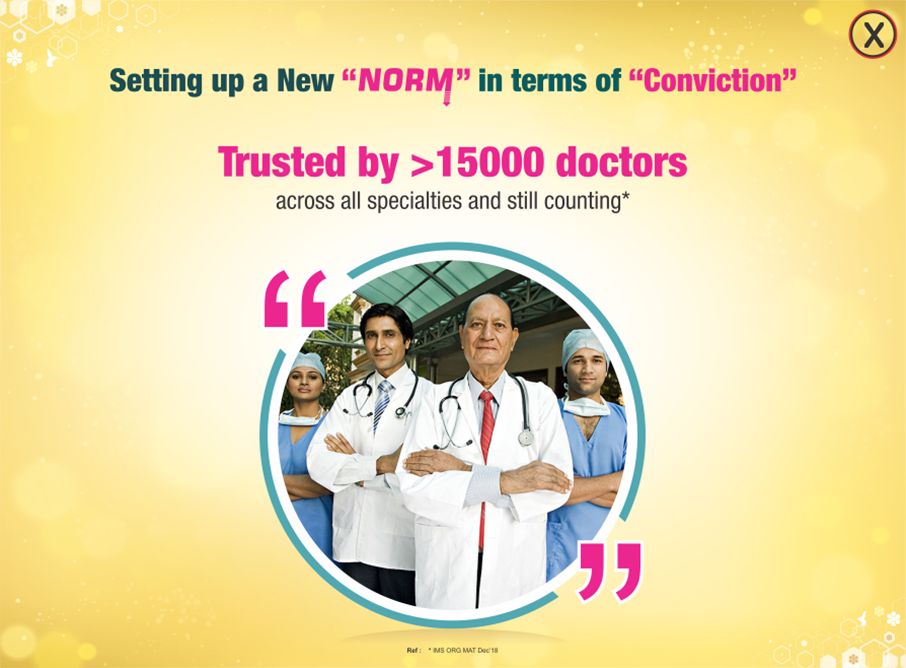 X
Setting up a New “NORM” in terms of “Conviction”
Trusted by >15000 doctors
across all specialties and still counting*
Ref : * IMS ORG MAT Dec'18